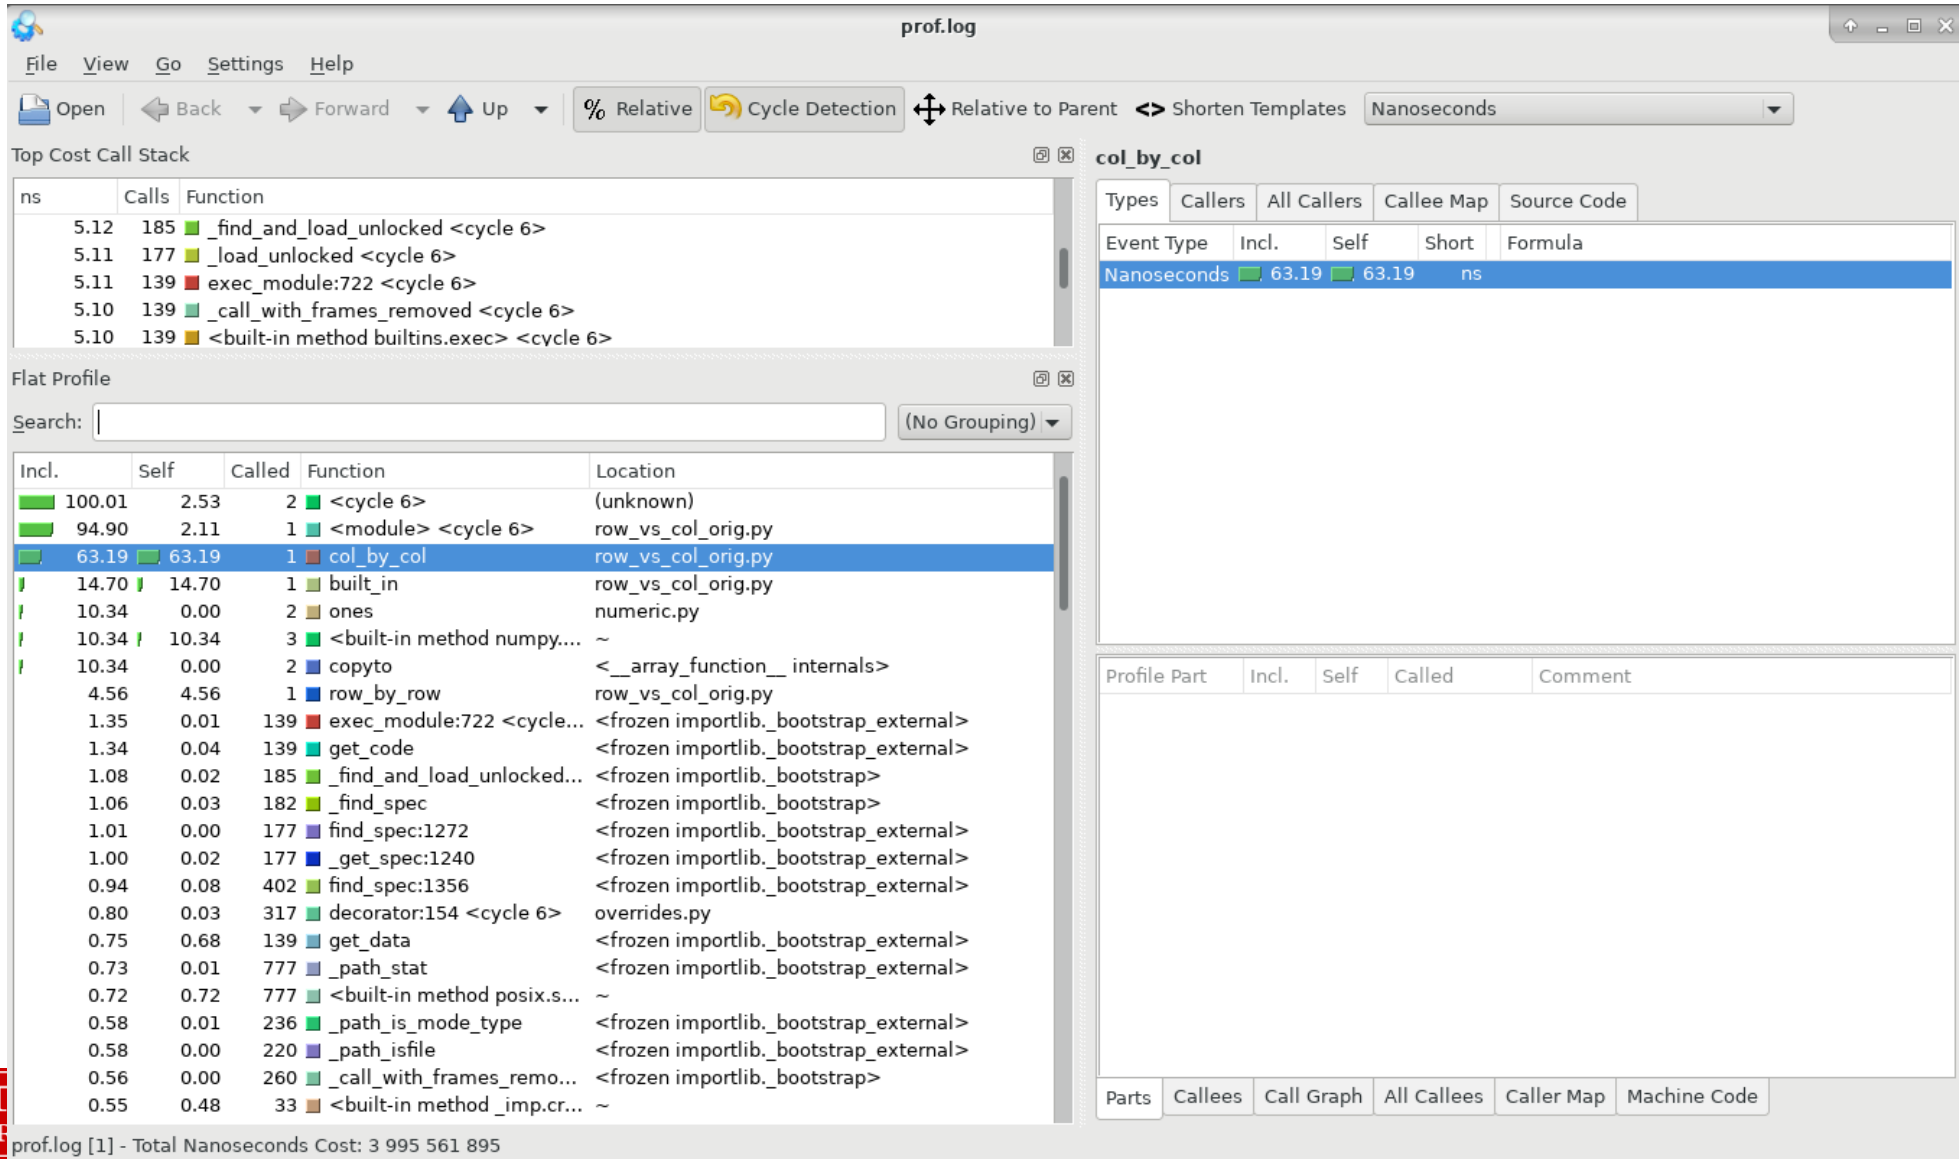 prof.log
File View Go Settings Help
Open Back Forward Up % Relative Cycle Detection Relative to Parent <> Shorten Templates Nanoseconds
Top Cost Call Stack
ns Calls Function
5.12 185 _find_and_load_unlocked <cycle 6>
5.11 177 _load_unlocked <cycle 6>
5.11 139 exec_module:722 <cycle 6>
5.10 139 _call_with_frames_removed <cycle 6>
5.10 139 <built-in method builtins.exec> <cycle 6>
Flat Profile
Search: (No Grouping)
Incl. Self Called Function Location
100.01 2.53 2 <cycle 6> (unknown)
94.90 2.11 1 <module> <cycle 6> row_vs_col_orig.py
63.19 63.19 1 col_by_col row_vs_col_orig.py
14.70 14.70 1 built_in row_vs_col_orig.py
10.34 0.00 2 ones numeric.py
10.34 10.34 3 <built-in method numpy.... ~
10.34 0.00 2 copyto <__array_function__ internals>
4.56 4.56 1 row_by_row row_vs_col_orig.py
1.35 0.01 139 exec_module:722 <cycle... <frozen importlib._bootstrap_external>
1.34 0.04 139 get_code <frozen importlib._bootstrap_external>
1.08 0.02 185 _find_and_load_unlocked... <frozen importlib._bootstrap>
1.06 0.03 182 _find_spec <frozen importlib._bootstrap>
1.01 0.00 177 find_spec:1272 <frozen importlib._bootstrap_external>
1.00 0.02 177 _get_spec:1240 <frozen importlib._bootstrap_external>
0.94 0.08 402 find_spec:1356 <frozen importlib._bootstrap_external>
0.80 0.03 317 decorator:154 <cycle 6> overrides.py
0.75 0.68 139 get_data <frozen importlib._bootstrap_external>
0.73 0.01 777 _path_stat <frozen importlib._bootstrap_external>
0.72 0.72 777 <built-in method posix.s... ~
0.58 0.01 236 _path_is_mode_type <frozen importlib._bootstrap_external>
0.58 0.00 220 _path_isfile <frozen importlib._bootstrap_external>
0.56 0.00 260 _call_with_frames_remo... <frozen importlib._bootstrap>
0.55 0.48 33 <built-in method _imp.cr... ~
col_by_col
Types Callers All Callers Callee Map Source Code
Event Type Incl. Self Short Formula
Nanoseconds 63.19 63.19 ns
Profile Part Incl. Self Called Comment
Parts Callees Call Graph All Callees Caller Map Machine Code
prof.log [1] - Total Nanoseconds Cost: 3 995 561 895